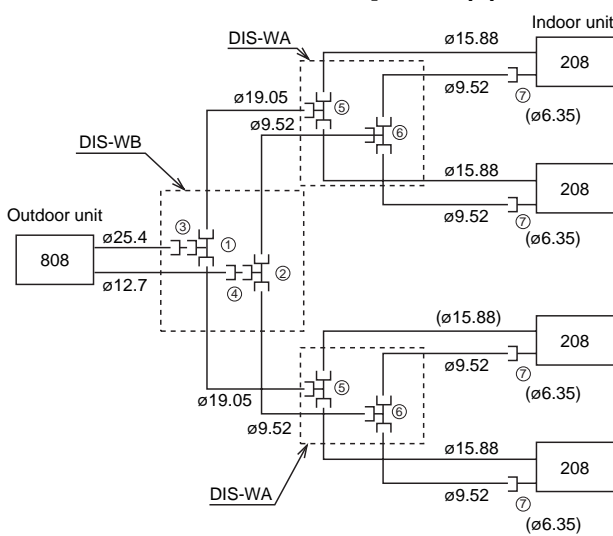 Indoor unit
DIS-WA
ø15.88
208
ø19.05
⑤
ø9.52
⑦
(ø6.35)
ø9.52
⑥
DIS-WB
ø15.88
208
ø9.52
⑦
(ø6.35)
Outdoor unit
③
808
ø25.4
①
②
ø12.7
④
(ø15.88)
208
ø9.52
⑦
(ø6.35)
⑤
ø19.05
⑥
ø9.52
ø15.88
208
DIS-WA
ø9.52
⑦
(ø6.35)